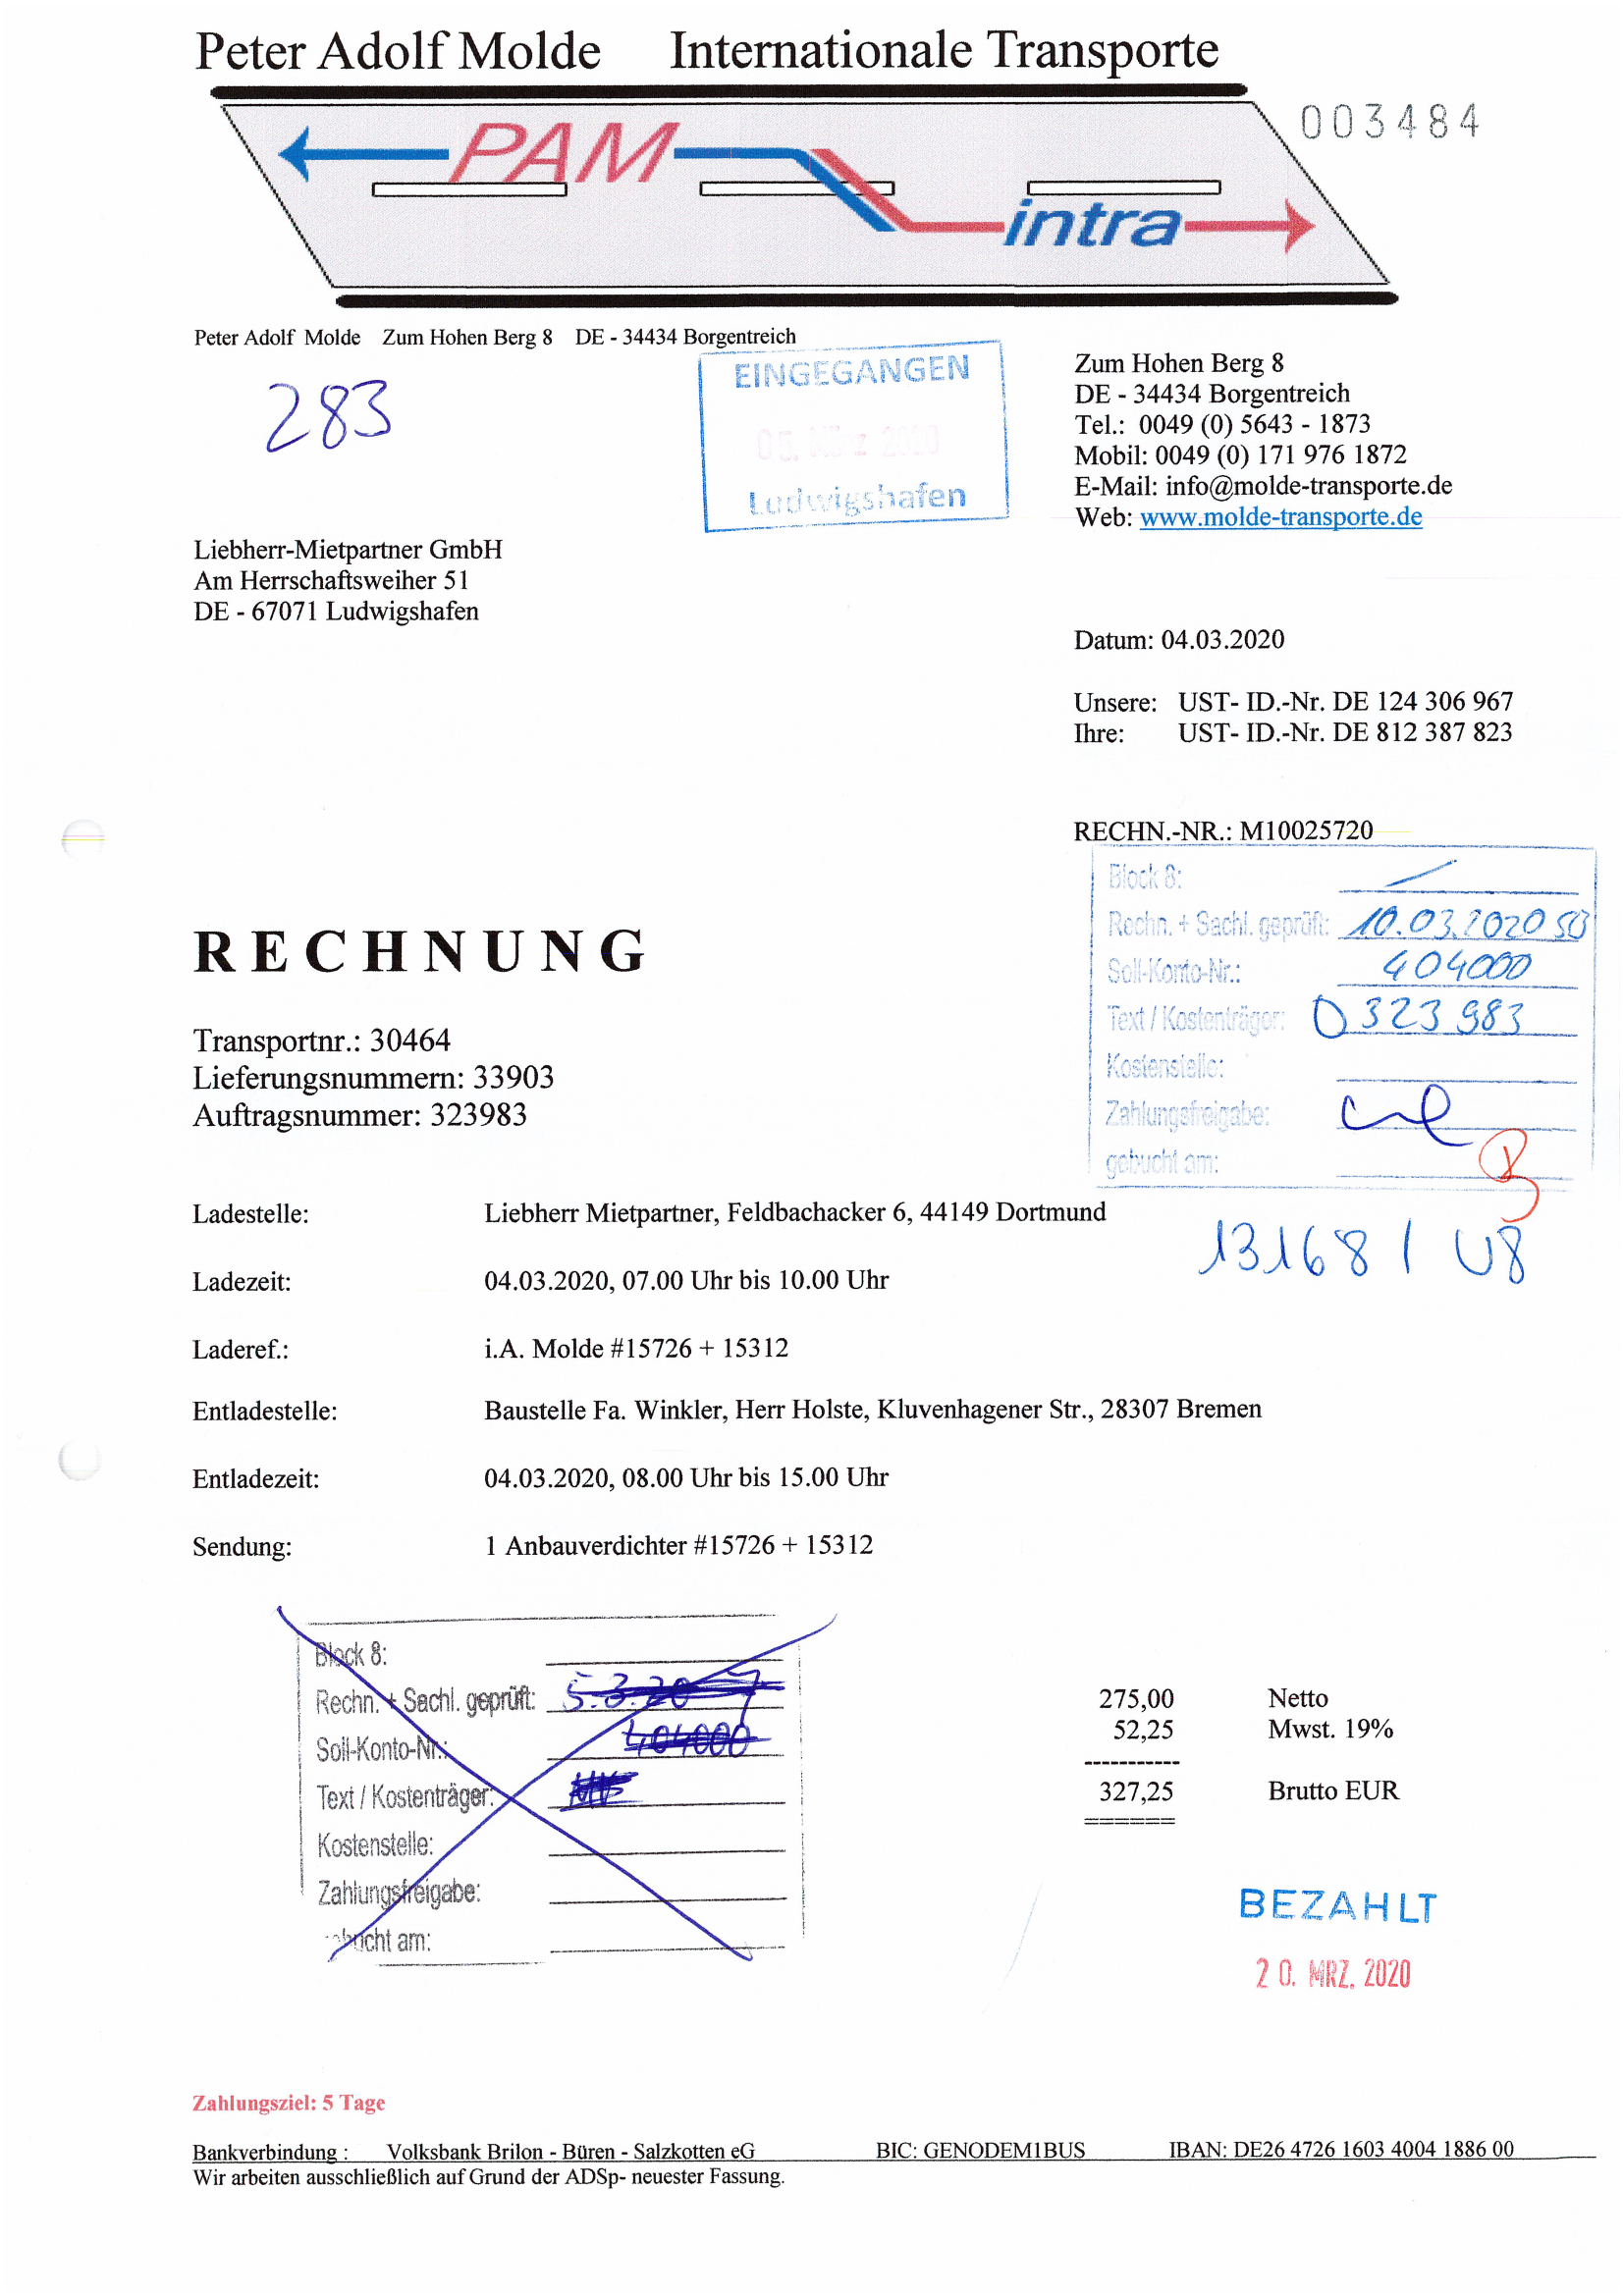 Peter Adolf Molde Internationale Transporte
003484
PAM
intra
Peter Adolf Molde Zum Hohen Berg 8 DE - 34434 Borgentreich
283
EINGEGANGEN
05. März 2020
Ludwigshafen
Zum Hohen Berg 8
DE - 34434 Borgentreich
Tel.: 0049 (0) 5643 - 1873
Mobil: 0049 (0) 171 976 1872
E-Mail: info@molde-transporte.de
Web: www.molde-transporte.de
Liebherr-Mietpartner GmbH
Am Herrschaftsweiher 51
DE - 67071 Ludwigshafen
Datum: 04.03.2020
Unsere: UST- ID.-Nr. DE 124 306 967
Ihre: UST- ID.-Nr. DE 812 387 823
RECHN.-NR.: M10025720
Block 8:
Rechn. + Sachl. geprüft: 10.03.2020 SB
Soll-Konto-Nr.: 404000
Text / Kostenträger: D 323983
Kostenstelle:
Zahlungsfreigabe:
gebucht am:
131681 U8
RECHNUNG
Transportnr.: 30464
Lieferungsnummern: 33903
Auftragsnummer: 323983
Ladestelle: Liebherr Mietpartner, Feldbachacker 6, 44149 Dortmund
Ladezeit: 04.03.2020, 07.00 Uhr bis 10.00 Uhr
Laderef.: i.A. Molde #15726 + 15312
Entladestelle: Baustelle Fa. Winkler, Herr Holste, Kluvenhagener Str., 28307 Bremen
Entladezeit: 04.03.2020, 08.00 Uhr bis 15.00 Uhr
Sendung: 1 Anbauverdichter #15726 + 15312
Block 8:
Rechn. + Sachl. geprüft: 5.3.20
Soll-Konto-Nr.: 404000
Text / Kostenträger:
Kostenstelle:
Zahlungsfreigabe:
gebucht am:
275,00 Netto
52,25 Mwst. 19%
-----------
327,25 Brutto EUR
=======
BEZAHLT
20. MRZ. 2020
Zahlungsziel: 5 Tage
Bankverbindung : Volksbank Brilon - Büren - Salzkotten eG BIC: GENODEM1BUS IBAN: DE26 4726 1603 4004 1886 00
Wir arbeiten ausschließlich auf Grund der ADSp- neuester Fassung.